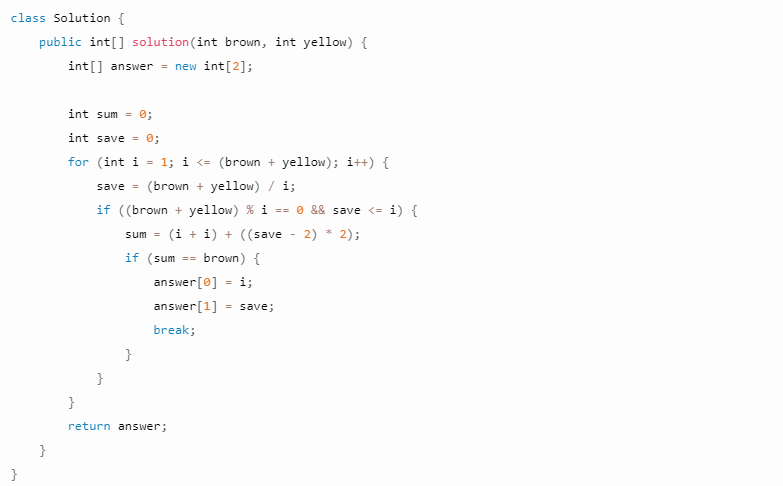 class Solution {
    public int[] solution(int brown, int yellow) {
        int[] answer = new int[2];

        int sum = 0;
        int save = 0;
        for (int i = 1; i <= (brown + yellow); i++) {
            save = (brown + yellow) / i;
            if ((brown + yellow) % i == 0 && save <= i) {
                sum = (i + i) + ((save - 2) * 2);
                if (sum == brown) {
                    answer[0] = i;
                    answer[1] = save;
                    break;
                }
            }
        }
        return answer;
    }
}